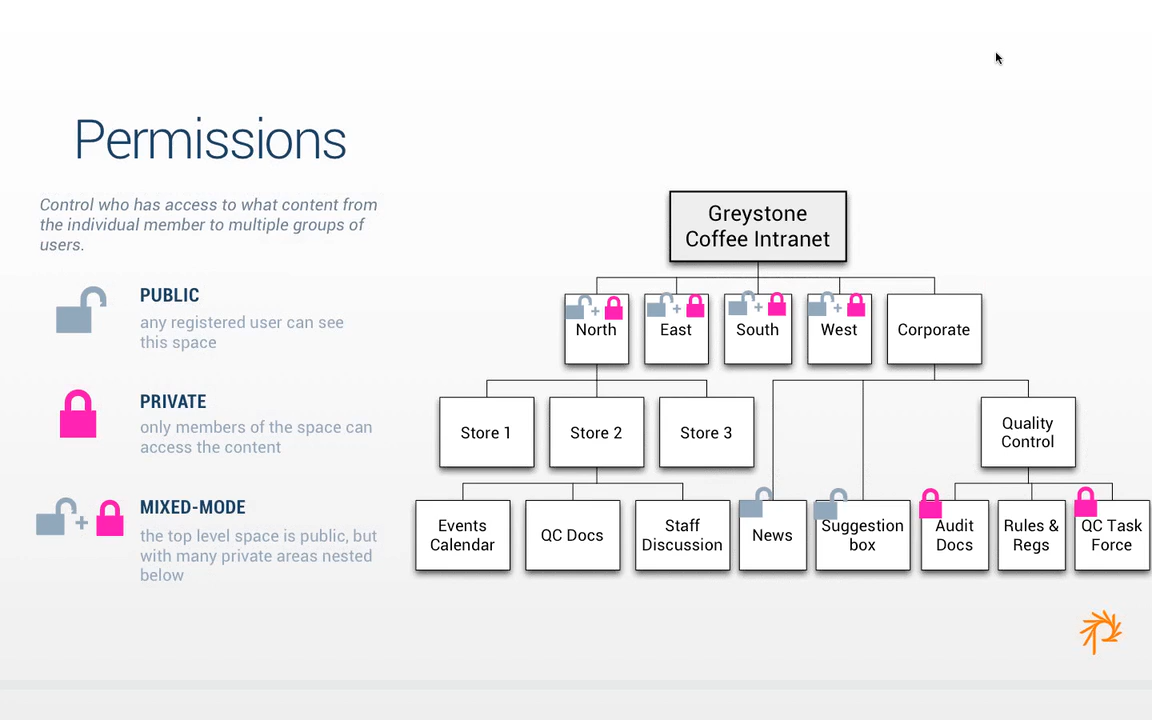 Permissions
Control who has access to what content from
the individual member to multiple groups of
users.
PUBLIC
any registered user can see
this space
PRIVATE
only members of the space can
access the content
MIXED-MODE
the top level space is public, but
with many private areas nested
below
Greystone
Coffee Intranet
North
East
South
West
Corporate
Store 1
Store 2
Store 3
Quality
Control
Events
Calendar
QC Docs
Staff
Discussion
News
Suggestion
box
Audit
Docs
Rules &
Regs
QC Task
Force